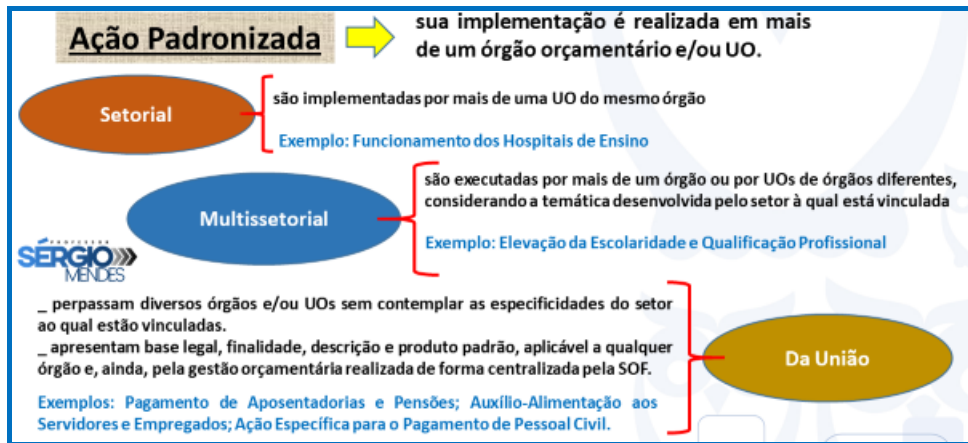 Ação Padronizada
sua implementação é realizada em mais
de um órgão orçamentário e/ou UO.
Setorial
são implementadas por mais de uma UO do mesmo órgão
Exemplo: Funcionamento dos Hospitais de Ensino
Multissetorial
são executadas por mais de um órgão ou por UOs de órgãos diferentes,
considerando a temática desenvolvida pelo setor à qual está vinculada
Exemplo: Elevação da Escolaridade e Qualificação Profissional
PROFESSOR
SÉRGIO
MENDES
_ perpassam diversos órgãos e/ou UOs sem contemplar as especificidades do setor
ao qual estão vinculadas.
_ apresentam base legal, finalidade, descrição e produto padrão, aplicável a qualquer
órgão e, ainda, pela gestão orçamentária realizada de forma centralizada pela SOF.
Exemplos: Pagamento de Aposentadorias e Pensões; Auxílio-Alimentação aos
Servidores e Empregados; Ação Específica para o Pagamento de Pessoal Civil.
Da União